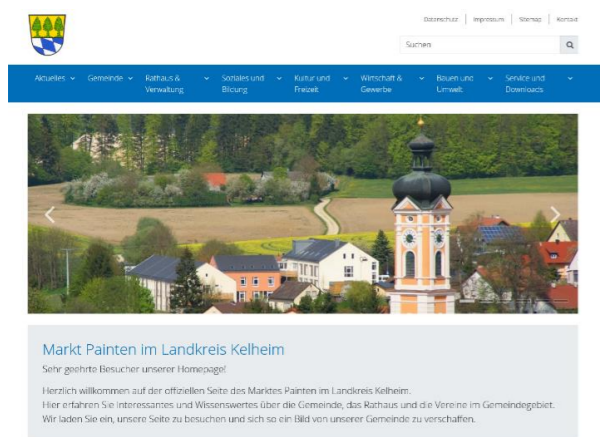 Datenschutz | Impressum | Sitemap | Kontakt
Suchen
Aktuelles
Gemeinde
Rathaus & Verwaltung
Soziales und Bildung
Kultur und Freizeit
Wirtschaft & Gewerbe
Bauen und Umwelt
Service und Downloads
Markt Painten im Landkreis Kelheim
Sehr geehrte Besucher unserer Homepage!
Herzlich willkommen auf der offiziellen Seite des Marktes Painten im Landkreis Kelheim.
Hier erfahren Sie Interessantes und Wissenswertes über die Gemeinde, das Rathaus und die Vereine im Gemeindegebiet.
Wir laden Sie ein, unsere Seite zu besuchen und sich so ein Bild von unserer Gemeinde zu verschaffen.